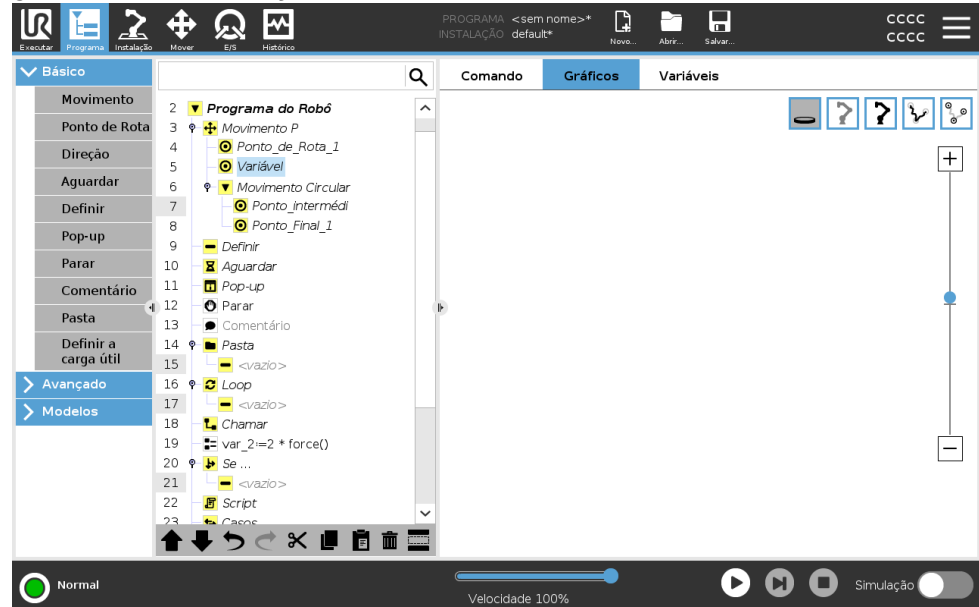 UR
PROGRAMA <sem nome>*
INSTALAÇÃO default*
CCCC
CCCC
Executar Programa Instalação Mover E/S Histórico Novo... Abrir... Salvar...
Básico
Movimento
Ponto de Rota
Direção
Aguardar
Definir
Pop-up
Parar
Comentário
Pasta
Definir a
carga útil
Avançado
Modelos
2 Programa do Robô
3 Movimento P
4 Ponto_de_Rota_1
5 Variável
6 Movimento Circular
7 Ponto_intermédi
8 Ponto_Final_1
9 Definir
10 Aguardar
11 Pop-up
12 Parar
13 Comentário
14 Pasta
15 <vazio>
16 Loop
17 <vazio>
18 Chamar
19 var_2:=2 * force()
20 Se ...
21 <vazio>
22 Script
23 Casos
Comando Gráficos Variáveis
Normal
Velocidade 100%
Simulação